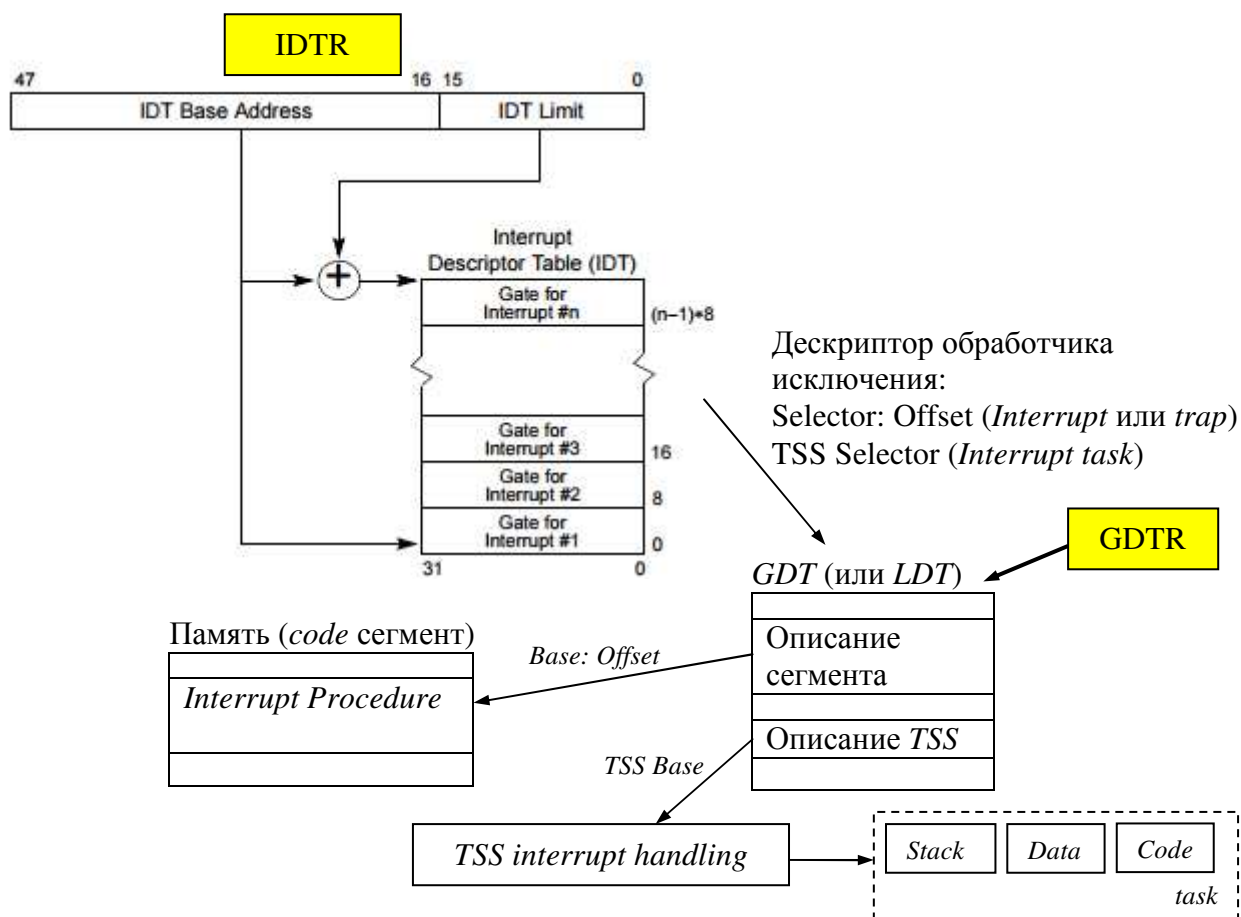 IDTR
47 16 15 0
IDT Base Address IDT Limit
Interrupt
Descriptor Table (IDT)
Gate for
Interrupt #n
(n–1)∗8
Дескриптор обработчика
исключения:
Selector: Offset (Interrupt или trap)
TSS Selector (Interrupt task)
Gate for
Interrupt #3
16
Gate for
Interrupt #2
8
Gate for
Interrupt #1
0
31 0
GDTR
GDT (или LDT)
Память (code сегмент)
Base: Offset
Описание
сегмента
Interrupt Procedure
Описание TSS
TSS Base
TSS interrupt handling
Stack Data Code
task